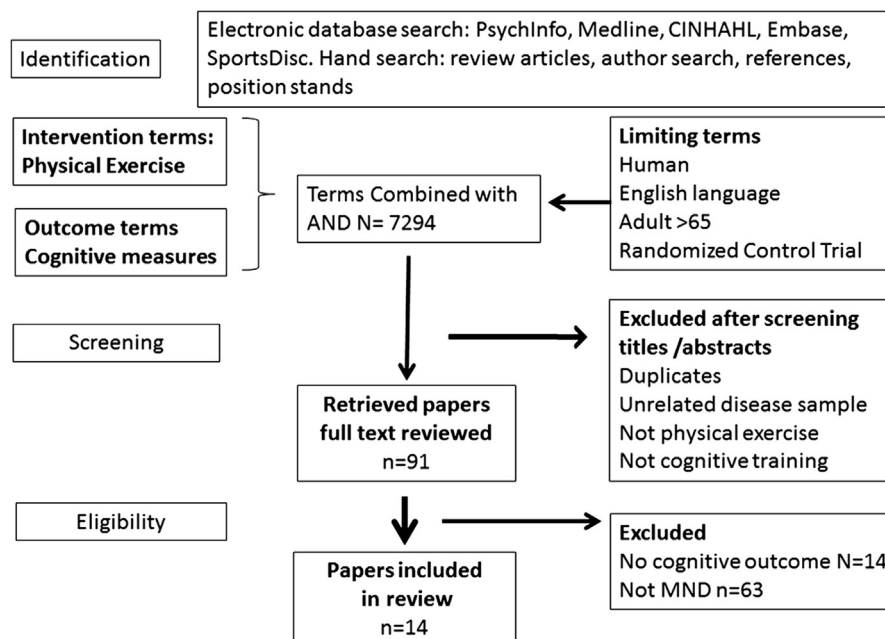 Identification
Electronic database search: PsychInfo, Medline, CINHAHL, Embase,
SportsDisc. Hand search: review articles, author search, references,
position stands
Intervention terms:
Physical Exercise
Outcome terms
Cognitive measures
Terms Combined with
AND N= 7294
Limiting terms
Human
English language
Adult >65
Randomized Control Trial
Screening
Excluded after screening
titles /abstracts
Duplicates
Unrelated disease sample
Not physical exercise
Not cognitive training
Retrieved papers
full text reviewed
n=91
Eligibility
Excluded
No cognitive outcome N=14
Not MND n=63
Papers included
in review
n=14